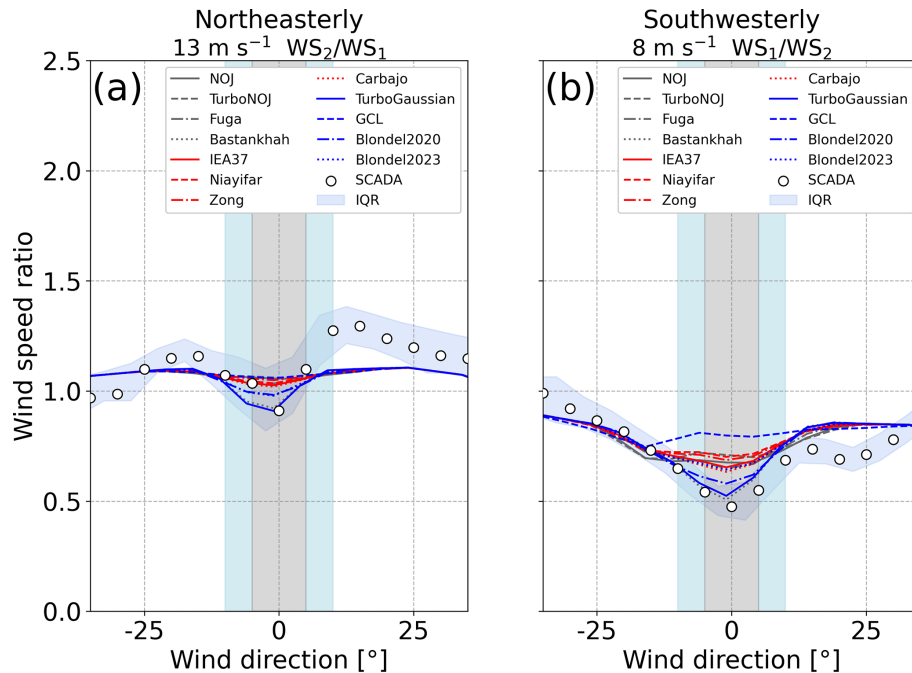 Northeasterly
13 m s⁻¹ WS₂/WS₁
(a)
NOJ
TurboNOJ
Fuga
Bastankhah
IEA37
Niayifar
Zong
Carbajo
TurboGaussian
GCL
Blondel2020
Blondel2023
SCADA
IQR
Wind speed ratio
2.5
2.0
1.5
1.0
0.5
0.0
-25
0
25
Wind direction [°]
Southwesterly
8 m s⁻¹ WS₁/WS₂
(b)
NOJ
TurboNOJ
Fuga
Bastankhah
IEA37
Niayifar
Zong
Carbajo
TurboGaussian
GCL
Blondel2020
Blondel2023
SCADA
IQR
-25
0
25
Wind direction [°]